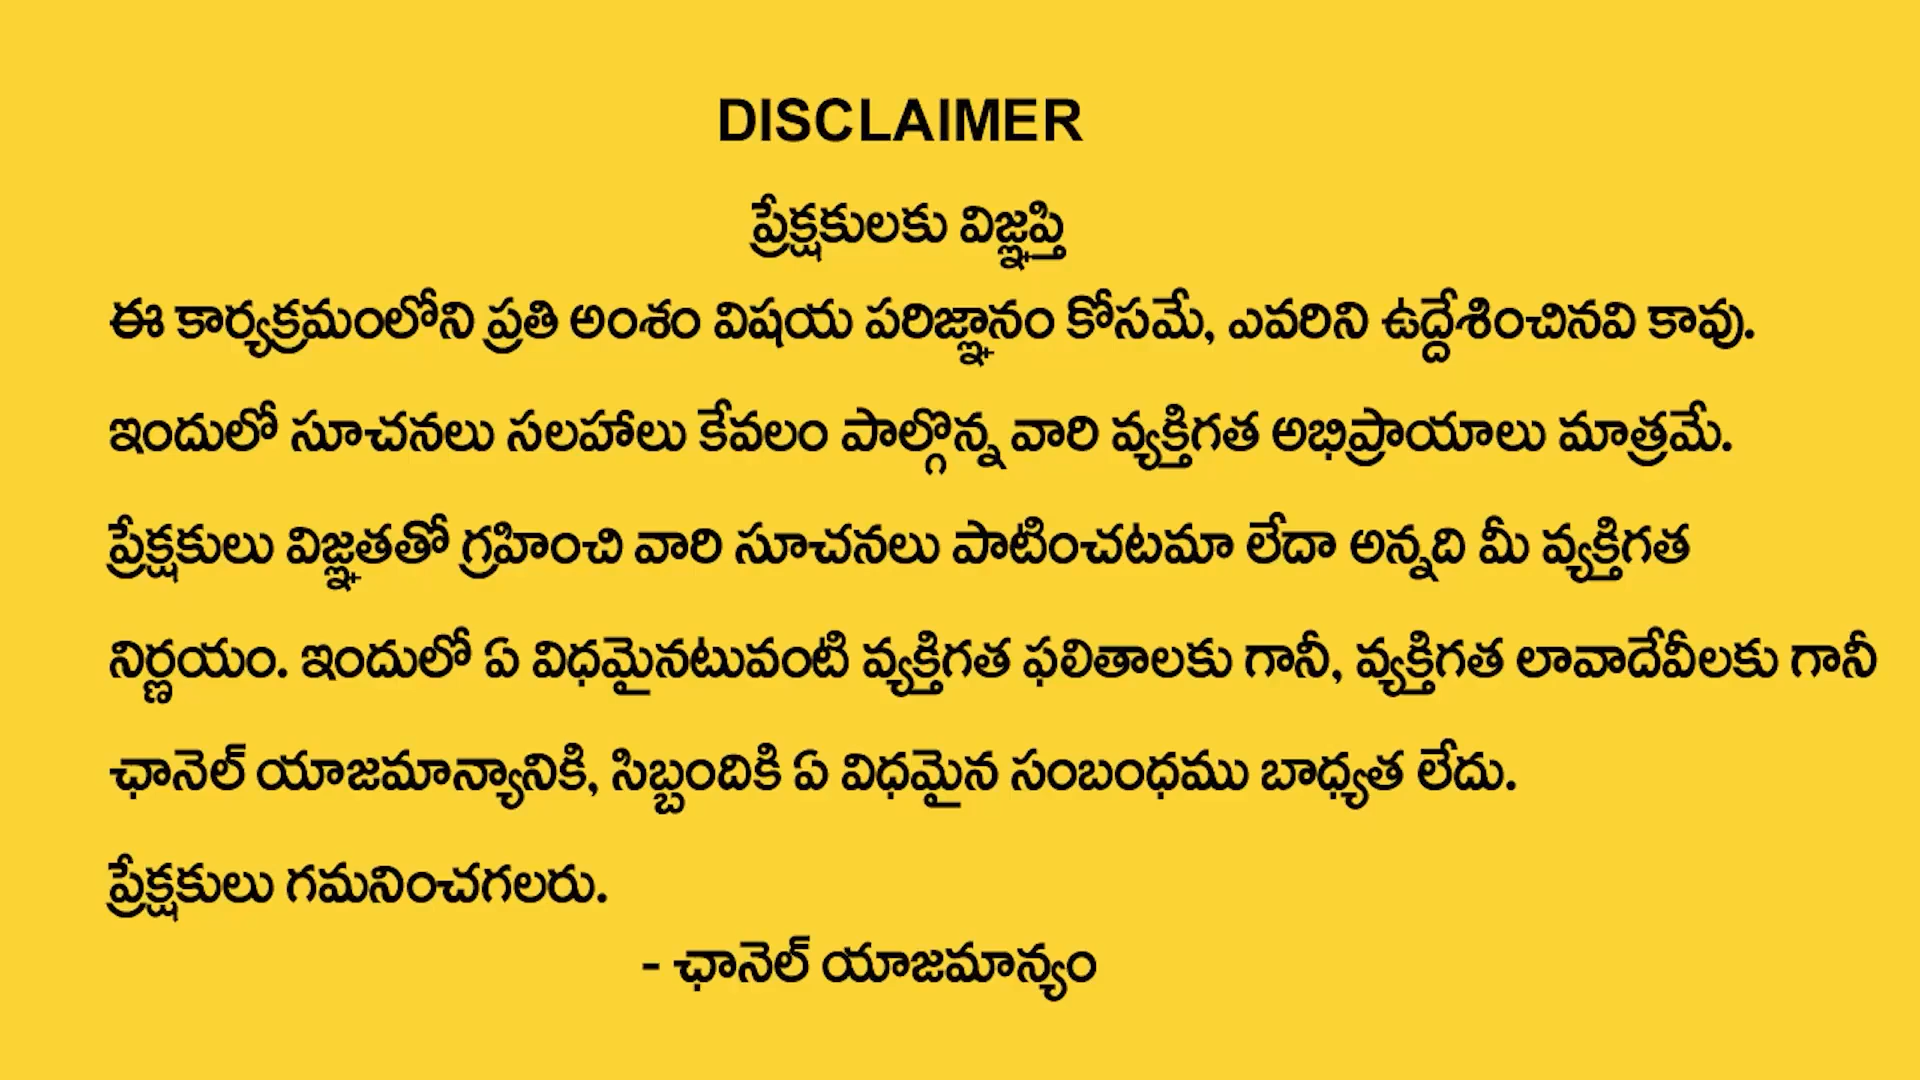 DISCLAIMER
ప్రేక్షకులకు విజ్ఞప్తి
ఈ కార్యక్రమంలోని ప్రతి అంశం విషయ పరిజ్ఞానం కోసమే, ఎవరిని ఉద్దేశించినవి కావు.
ఇందులో సూచనలు సలహాలు కేవలం పాల్గొన్న వారి వ్యక్తిగత అభిప్రాయాలు మాత్రమే.
ప్రేక్షకులు విజ్ఞతతో గ్రహించి వారి సూచనలు పాటించటమా లేదా అన్నది మీ వ్యక్తిగత
నిర్ణయం. ఇందులో ఏ విధమైనటువంటి వ్యక్తిగత ఫలితాలకు గానీ, వ్యక్తిగత లావాదేవీలకు గానీ
ఛానెల్ యాజమాన్యానికి, సిబ్బందికి ఏ విధమైన సంబంధము బాధ్యత లేదు.
ప్రేక్షకులు గమనించగలరు.
- ఛానెల్ యాజమాన్యం